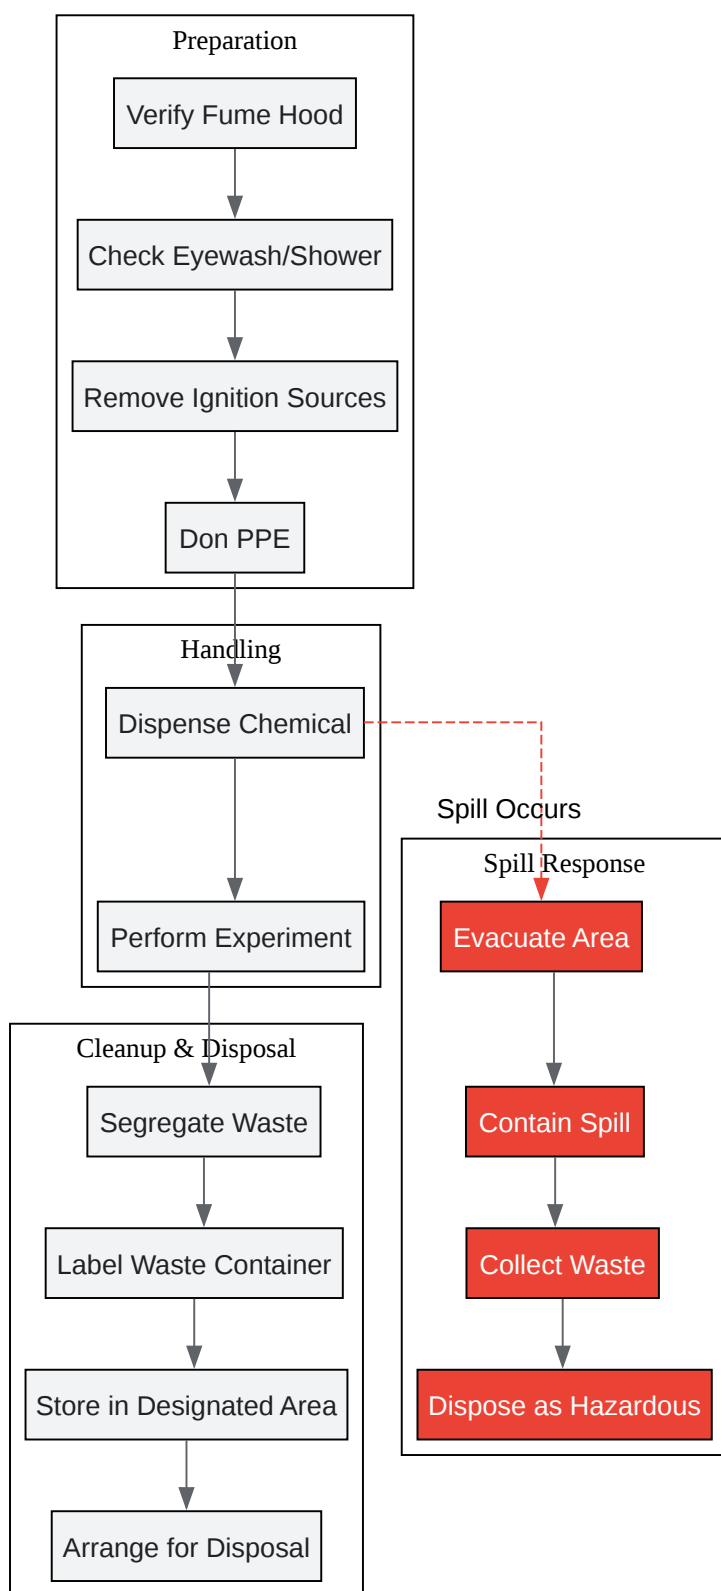 Preparation
Verify Fume Hood
Check Eyewash/Shower
Remove Ignition Sources
Don PPE
Handling
Dispense Chemical
Perform Experiment
Spill Occurs
Spill Response
Evacuate Area
Contain Spill
Collect Waste
Dispose as Hazardous
Cleanup & Disposal
Segregate Waste
Label Waste Container
Store in Designated Area
Arrange for Disposal